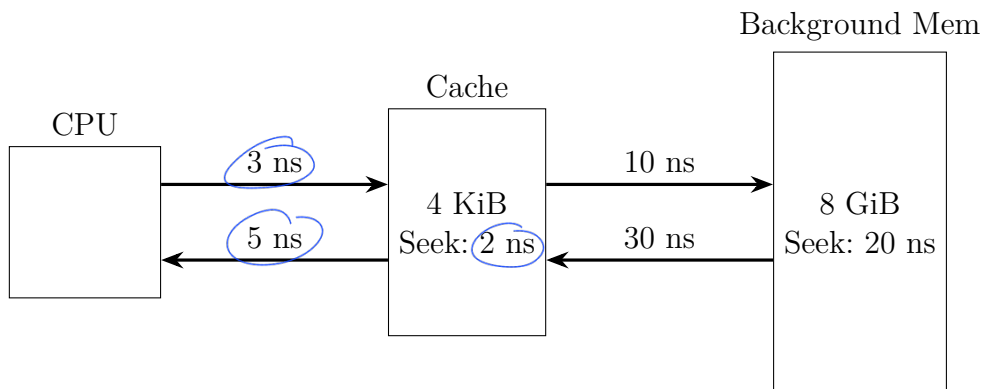 Background Mem
Cache
CPU
3 ns
10 ns
4 KiB
8 GiB
5 ns
Seek: 2 ns
30 ns
Seek: 20 ns